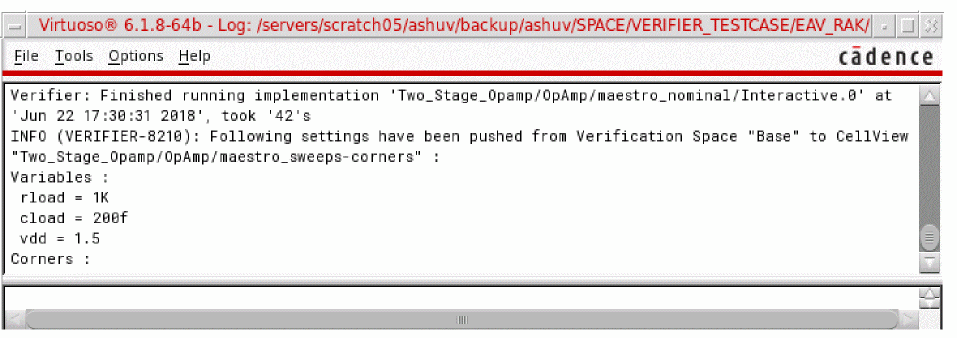 Virtuoso® 6.1.8-64b - Log: /servers/scratch05/ashuv/backup/ashuv/SPACE/VERIFIER_TESTCASE/EAV_RAK/
File Tools Options Help cādence
Verifier: Finished running implementation 'Two_Stage_Opamp/OpAmp/maestro_nominal/Interactive.0' at
'Jun 22 17:30:31 2018', took '42's
INFO (VERIFIER-8210): Following settings have been pushed from Verification Space "Base" to CellView
"Two_Stage_Opamp/OpAmp/maestro_sweeps-corners" :
Variables :
rload = 1K
cload = 200f
vdd = 1.5
Corners :